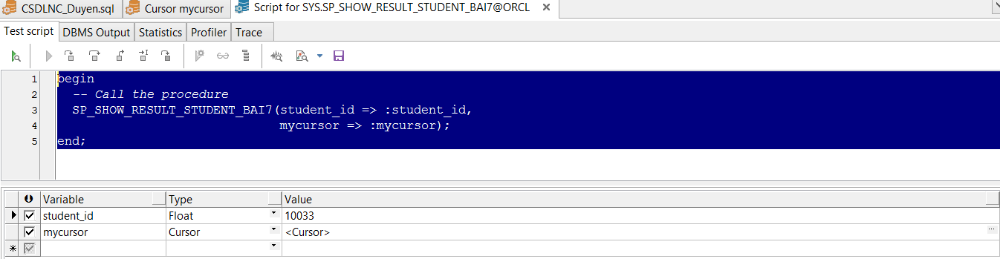 CSDLNC_Duyen.sql Cursor mycursor Script for SYS.SP_SHOW_RESULT_STUDENT_BAI7@ORCL
Test script DBMS Output Statistics Profiler Trace
1 begin
2 -- Call the procedure
3 SP_SHOW_RESULT_STUDENT_BAI7(student_id => :student_id,
4 mycursor => :mycursor);
5 end;
Variable Type Value
student_id Float 10033
mycursor Cursor <Cursor>